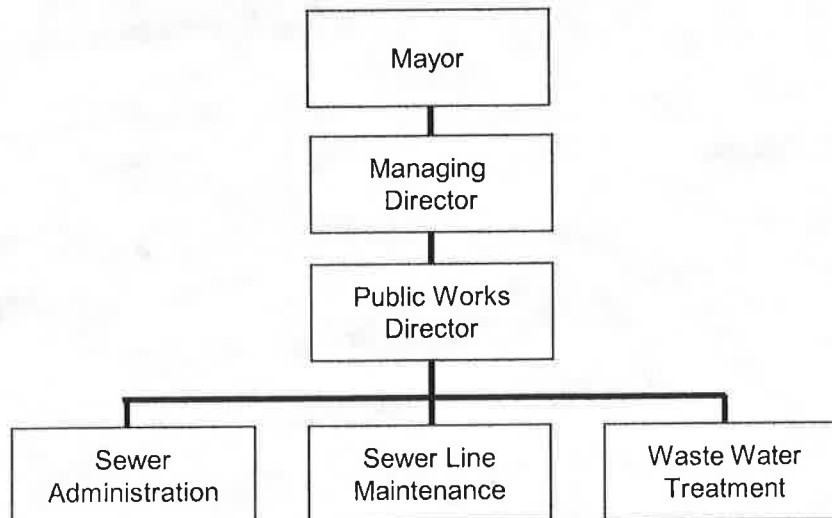 Mayor
Managing
Director
Public Works
Director
Sewer
Administration
Sewer Line
Maintenance
Waste Water
Treatment